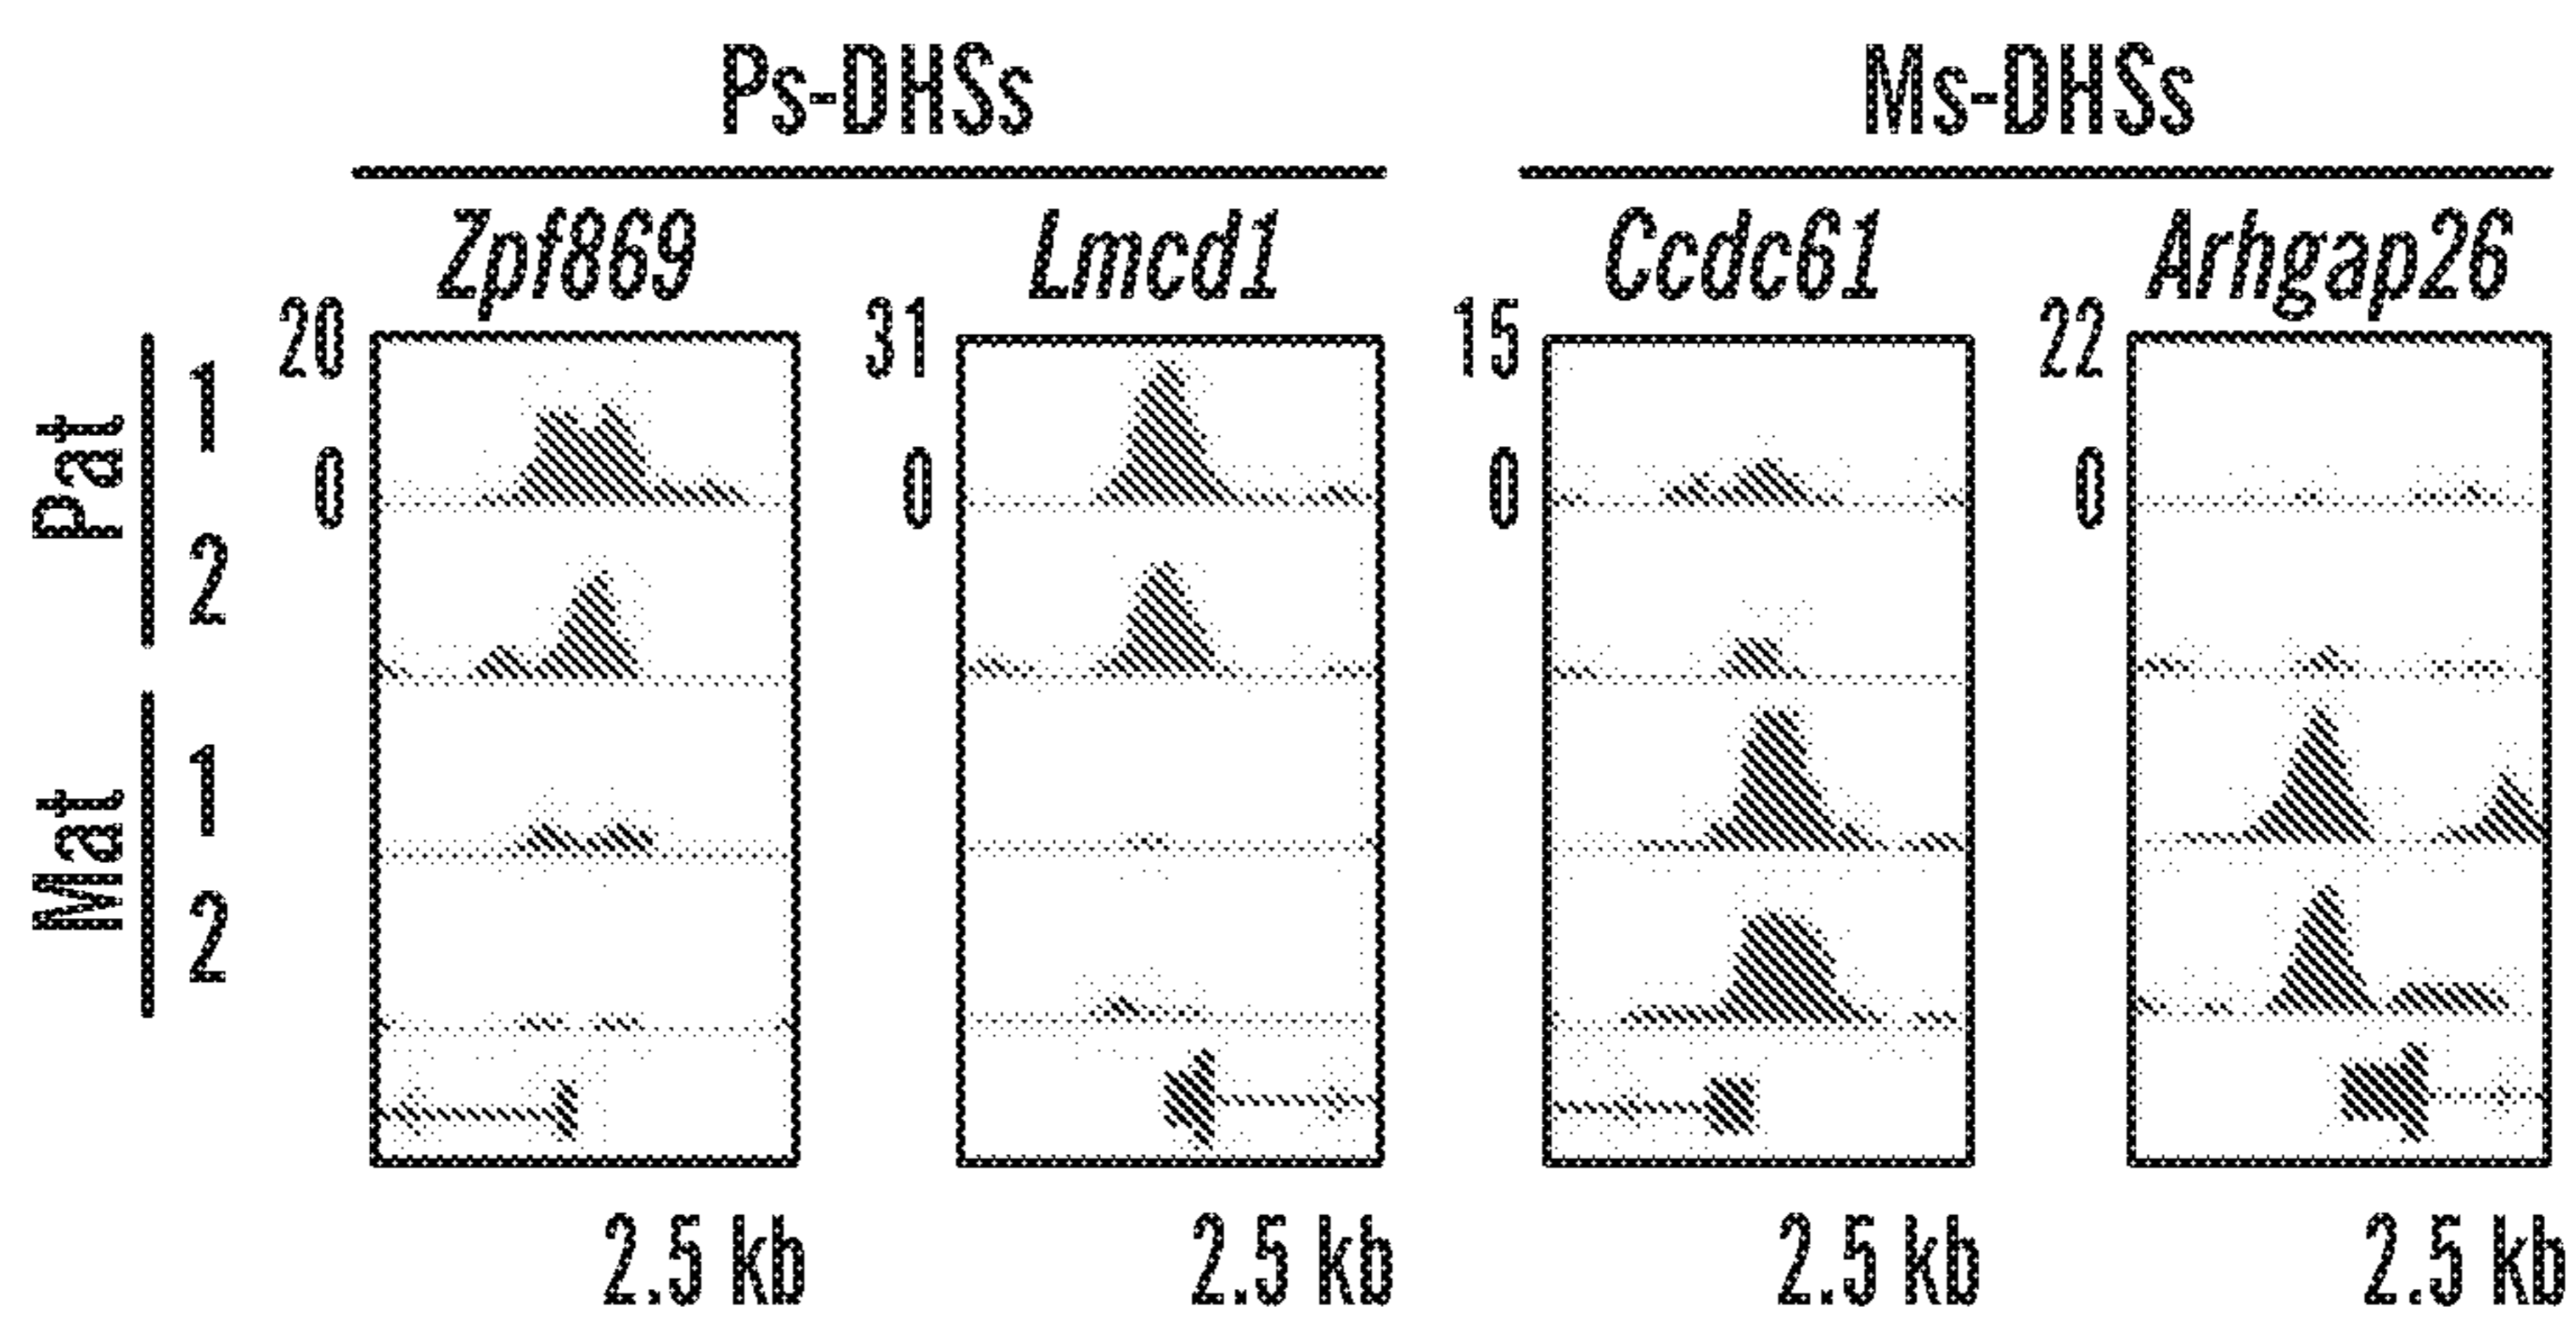 Ps-DHSs Ms-DHSs
Zpf869 Lmcd1 Ccdc61 Arhgap26
20 31 15 22
0 0 0 0
Pat
1
2
Mat
1
2
2.5 kb 2.5 kb 2.5 kb 2.5 kb